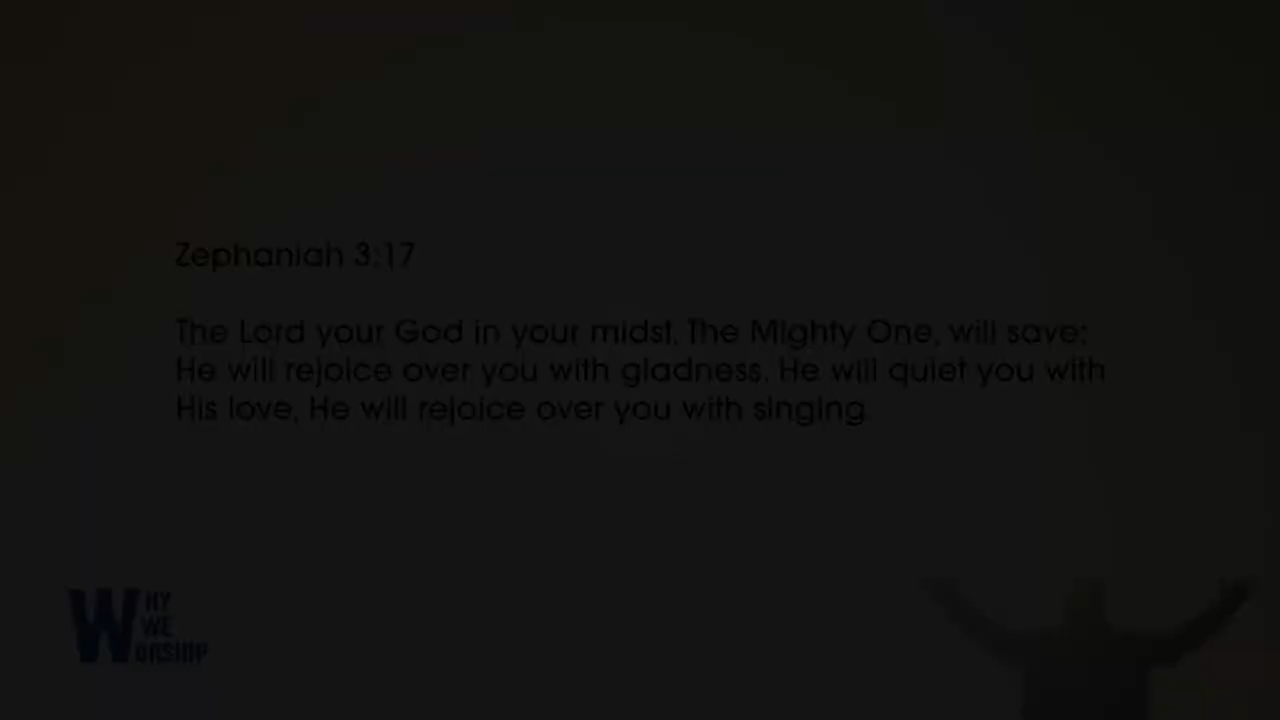 Zephaniah 3:17
The Lord your God in your midst, The Mighty One, will save;
He will rejoice over you with gladness, He will quiet you with
His love, He will rejoice over you with singing.
WHY
WE
WORSHIP